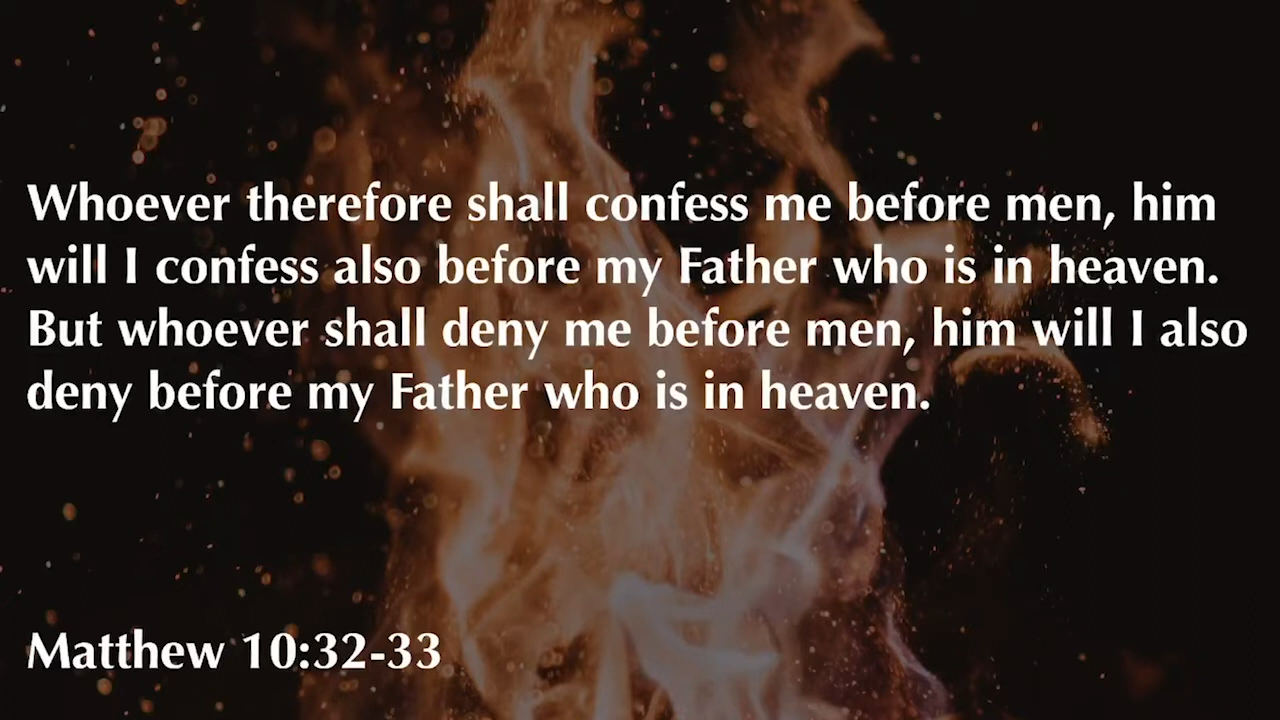 Whoever therefore shall confess me before men, him
will I confess also before my Father who is in heaven.
But whoever shall deny me before men, him will I also
deny before my Father who is in heaven.
Matthew 10:32-33